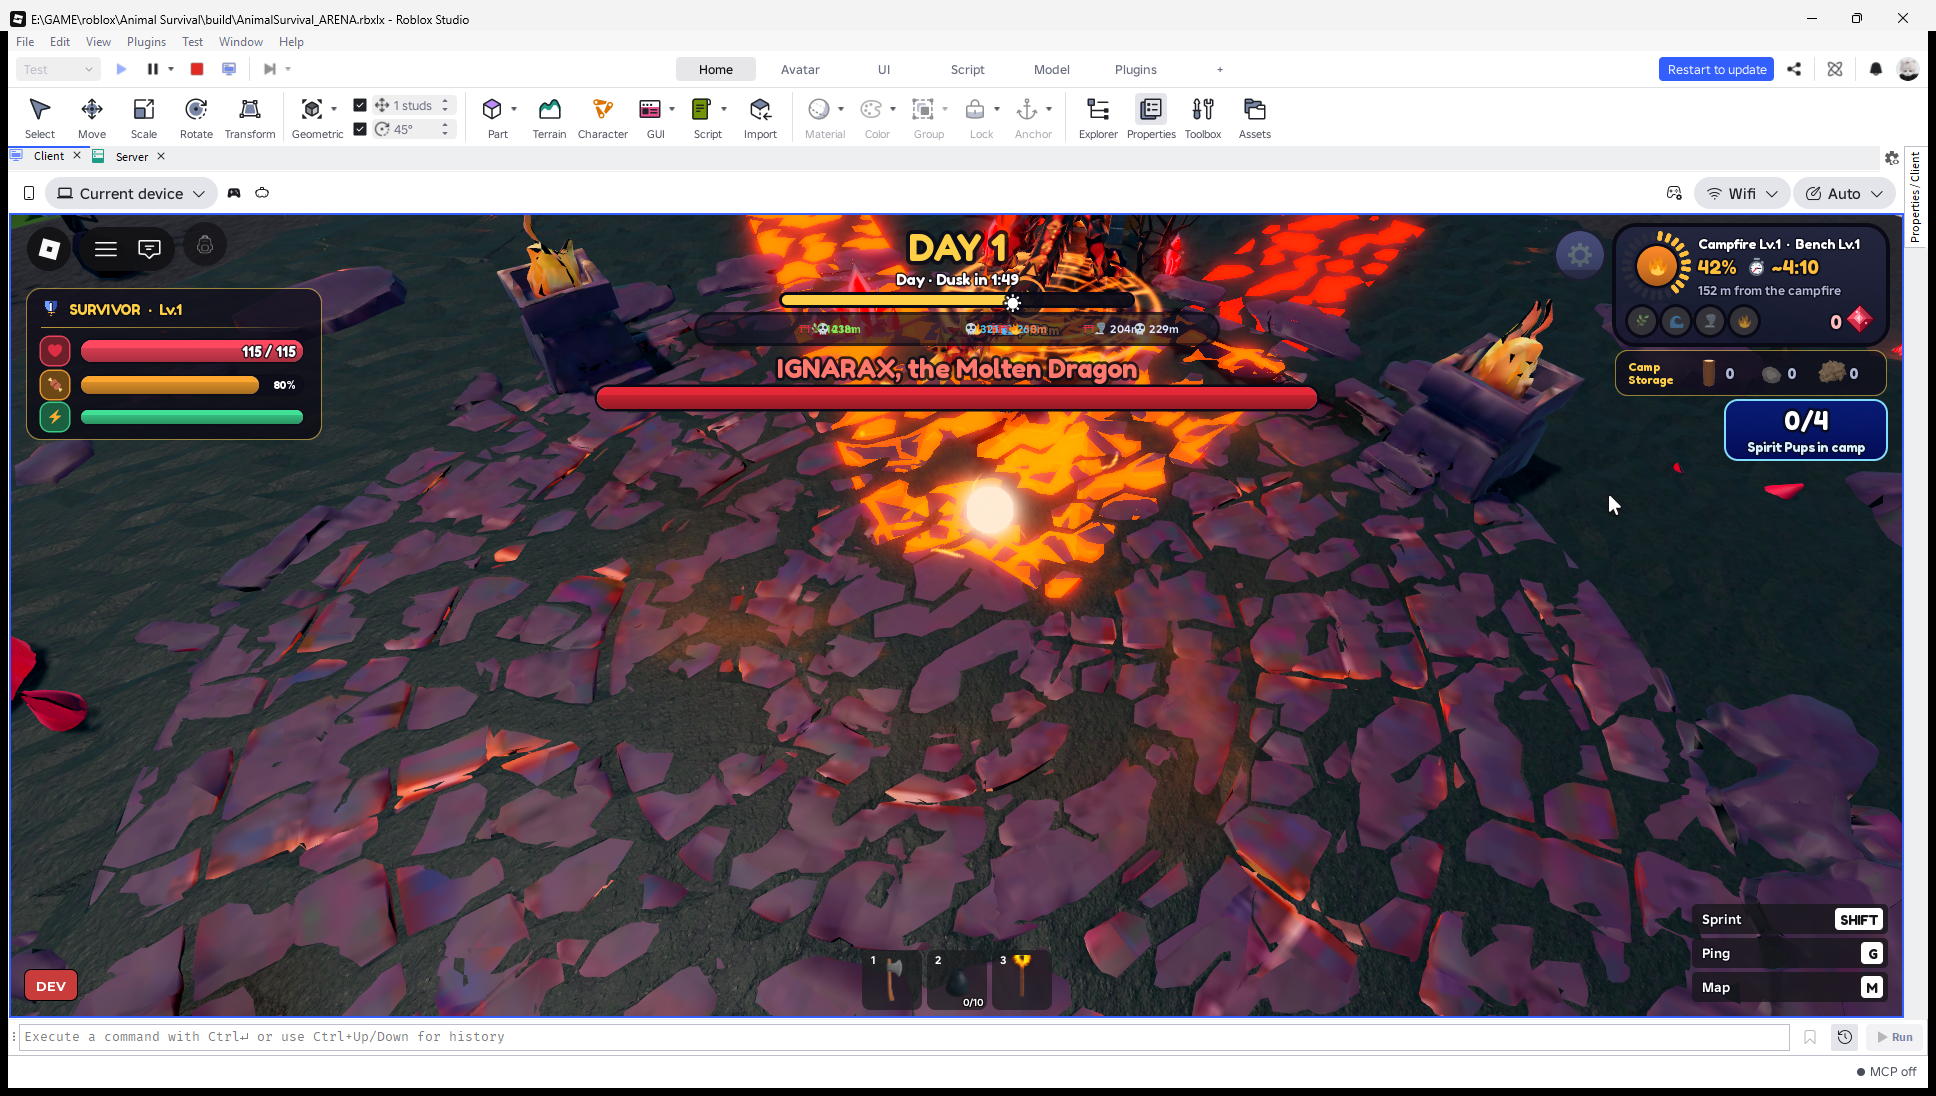 E:\GAME\roblox\Animal Survival\build\AnimalSurvival_ARENA.rbxlx - Roblox Studio
File Edit View Plugins Test Window Help
Test
Home Avatar UI Script Model Plugins +
Restart to update
1 studs
45°
Select Move Scale Rotate Transform Geometric Part Terrain Character GUI Script Import Material Color Group Lock Anchor Explorer Properties Toolbox Assets
Client Server
Properties / Client
Current device
Wifi Auto
DAY 1
Day · Dusk in 1:49
204m 229m
IGNARAX, the Molten Dragon
SURVIVOR · Lv.1
115 / 115
80%
Campfire Lv.1 · Bench Lv.1
42% ~4:10
152 m from the campfire
0
Camp Storage 0 0 0
0/4
Spirit Pups in camp
Sprint SHIFT
Ping G
Map M
DEV
1 2 3
0/10
Execute a command with Ctrl↵ or use Ctrl+Up/Down for history
Run
MCP off